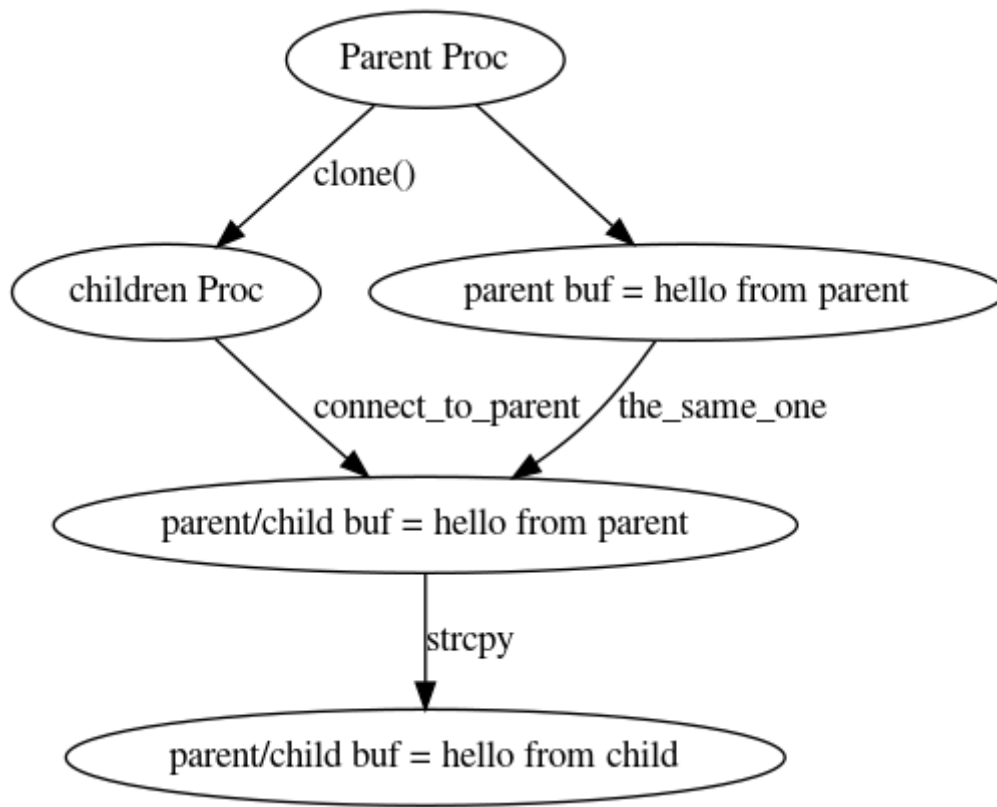 Parent Proc
clone()
children Proc
parent buf = hello from parent
connect_to_parent
the_same_one
parent/child buf = hello from parent
strcpy
parent/child buf = hello from child